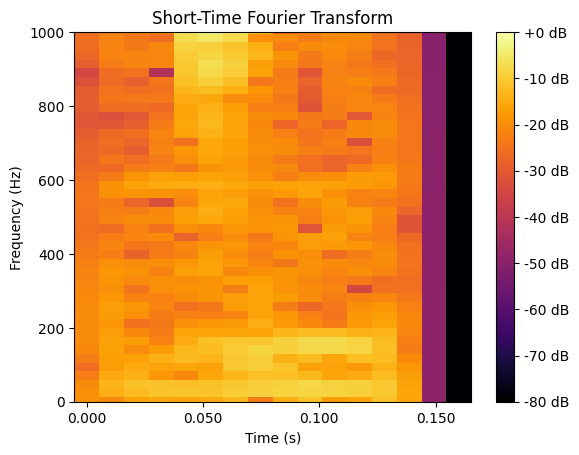 Short-Time Fourier Transform
1000
800
600
400
200
0
Frequency (Hz)
0.000
0.050
0.100
0.150
Time (s)
+0 dB
-10 dB
-20 dB
-30 dB
-40 dB
-50 dB
-60 dB
-70 dB
-80 dB